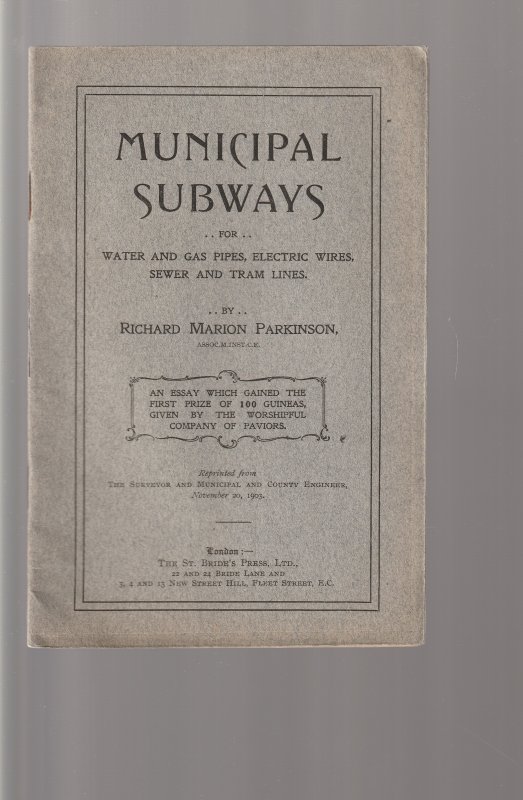 MUNICIPAL
SUBWAYS
.. FOR ..
WATER AND GAS PIPES, ELECTRIC WIRES,
SEWER AND TRAM LINES.
.. BY ..
RICHARD MARION PARKINSON,
ASSOC.M.INST.C.E.
AN ESSAY WHICH GAINED THE
FIRST PRIZE OF 100 GUINEAS,
GIVEN BY THE WORSHIPFUL
COMPANY OF PAVIORS.
Reprinted from
THE SURVEYOR AND MUNICIPAL AND COUNTY ENGINEER,
November 20, 1903.
London :—
THE ST. BRIDE'S PRESS, LTD.,
22 AND 24 BRIDE LANE AND
3, 4 AND 13 NEW STREET HILL, FLEET STREET, E.C.